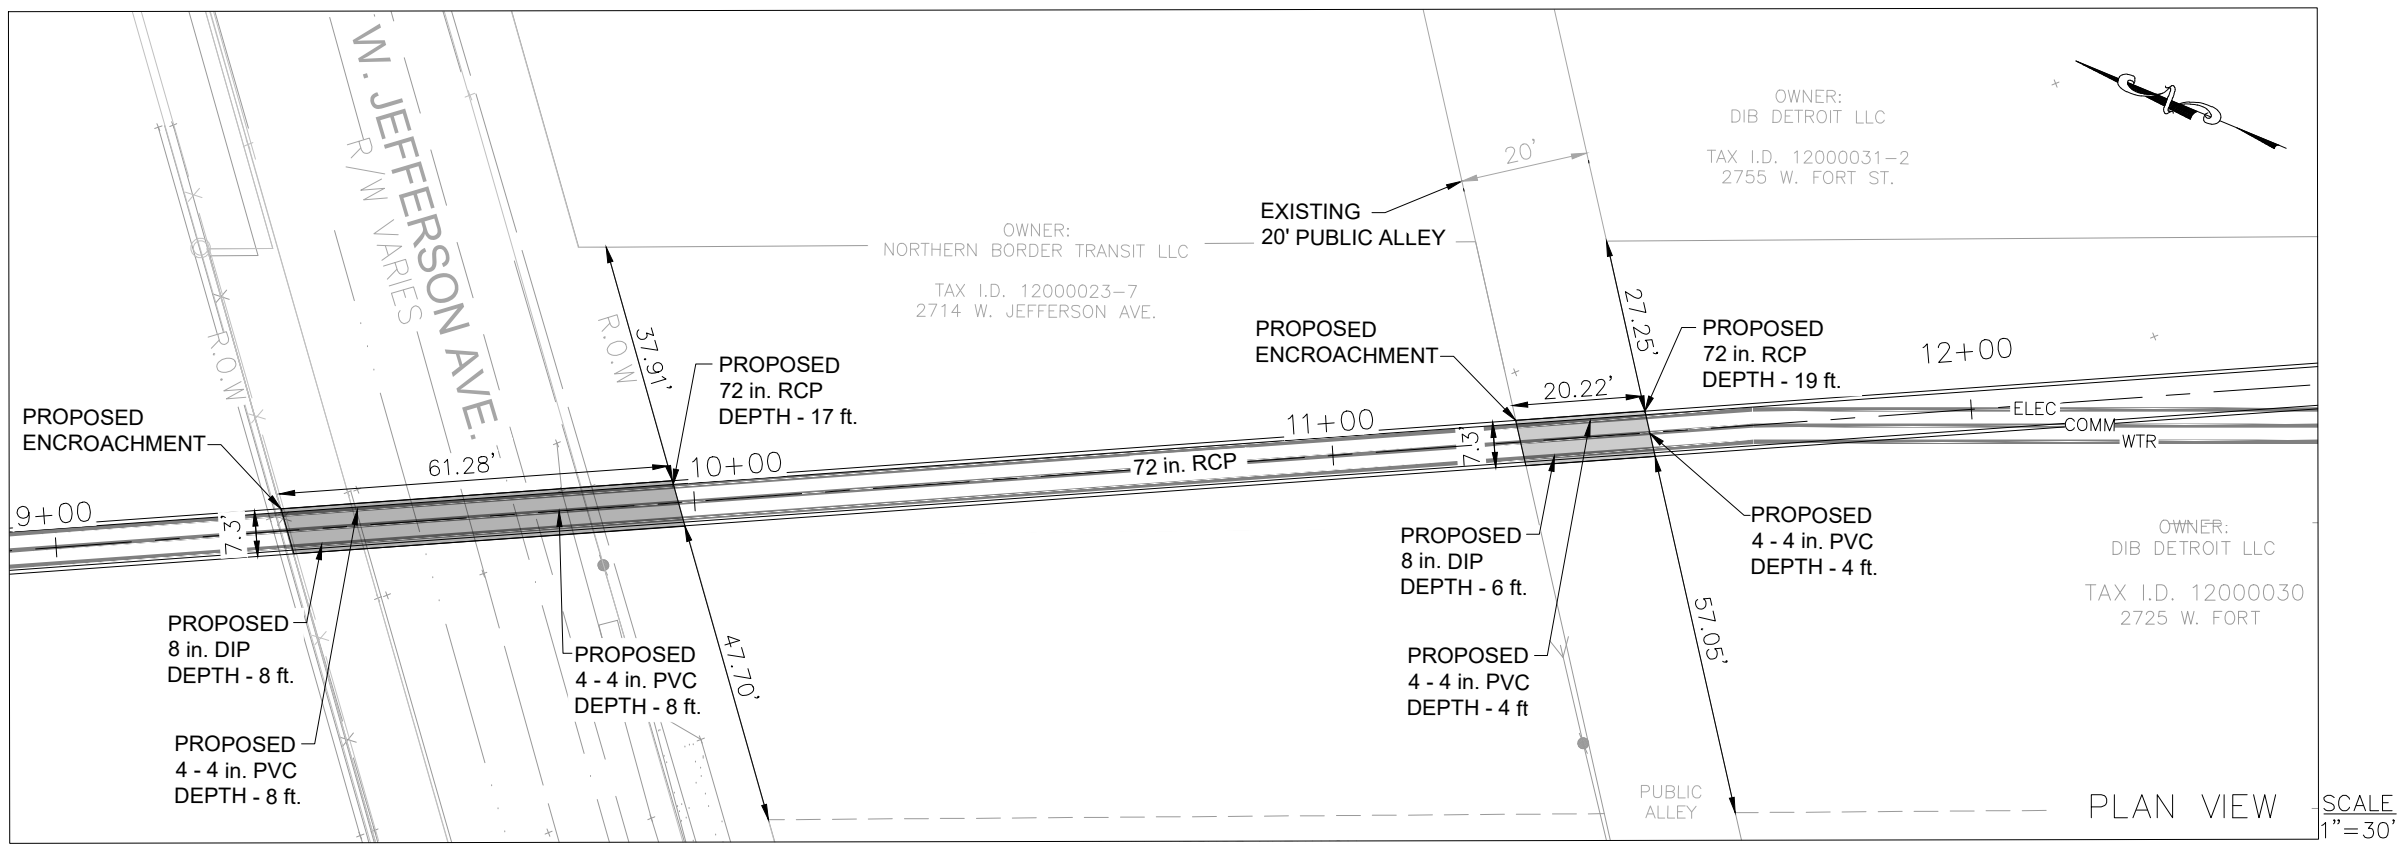 W. JEFFERSON AVE.
R/W VARIES
R.O.W
R.O.W
OWNER:
NORTHERN BORDER TRANSIT LLC
TAX I.D. 12000023-7
2714 W. JEFFERSON AVE.
37.91'
EXISTING
20' PUBLIC ALLEY
20'
OWNER:
DIB DETROIT LLC
TAX I.D. 12000031-2
2755 W. FORT ST.
27.25'
PROPOSED
ENCROACHMENT
61.28'
PROPOSED
72 in. RCP
DEPTH - 17 ft.
PROPOSED
ENCROACHMENT
20.22'
PROPOSED
72 in. RCP
DEPTH - 19 ft.
9+00
7.3'
10+00
72 in. RCP
11+00
7.3'
12+00
ELEC
COMM
WTR
PROPOSED
8 in. DIP
DEPTH - 8 ft.
PROPOSED
4 - 4 in. PVC
DEPTH - 8 ft.
PROPOSED
4 - 4 in. PVC
DEPTH - 8 ft.
47.70'
PROPOSED
8 in. DIP
DEPTH - 6 ft.
PROPOSED
4 - 4 in. PVC
DEPTH - 4 ft
PROPOSED
4 - 4 in. PVC
DEPTH - 4 ft.
57.05'
OWNER:
DIB DETROIT LLC
TAX I.D. 12000030
2725 W. FORT
PUBLIC
ALLEY
PLAN VIEW
SCALE
1"=30'